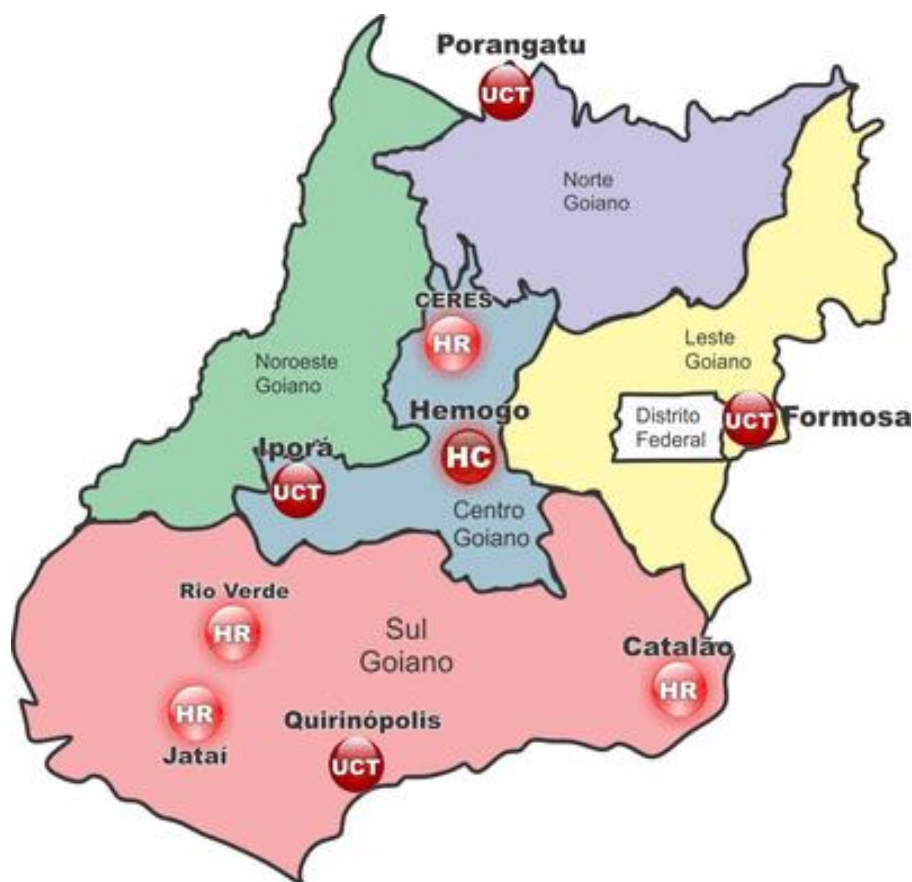 Porangatu
UCT
Norte
Goiano
CERES
HR
Noroeste
Goiano
Leste
Goiano
Hemogo
HC
Distrito
Federal
UCT
Formosa
Iporá
UCT
Centro
Goiano
Rio Verde
HR
Sul
Goiano
Catalão
HR
HR
Jataí
Quirinópolis
UCT